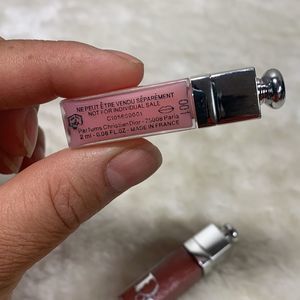 NE PEUT ÊTRE VENDU SÉPARÉMENT
NOT FOR INDIVIDUAL SALE
Parfums Christian Dior - 75008 Paris
2 ml - 0.06 FL.OZ - MADE IN FRANCE
001